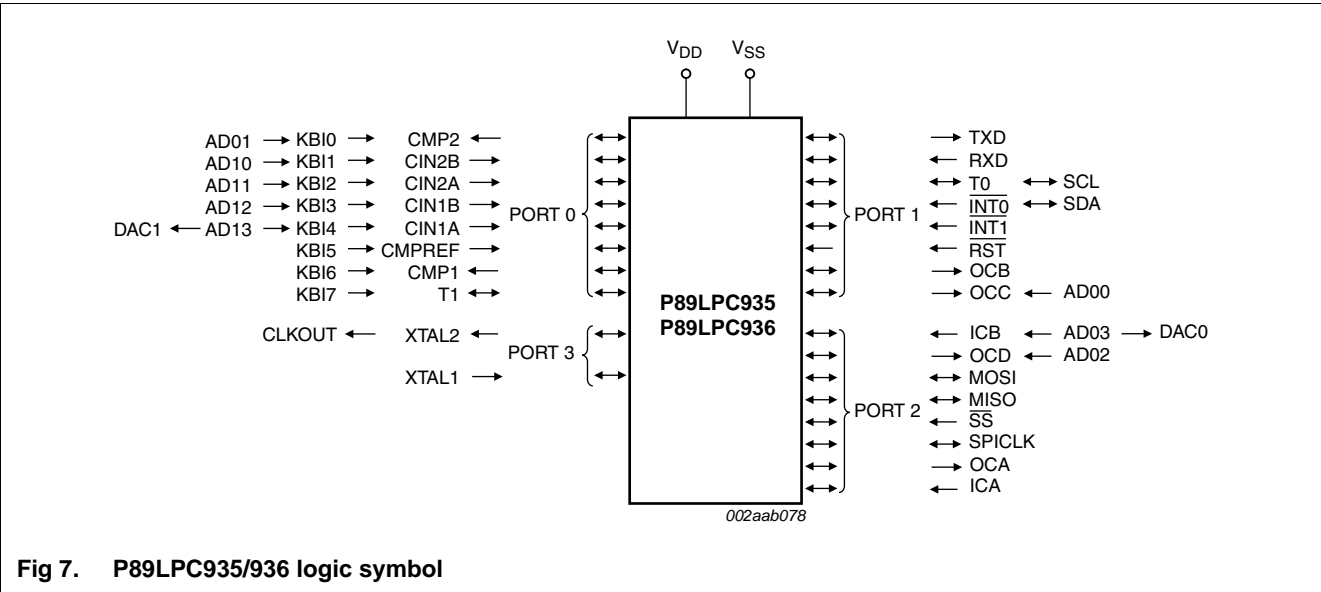 VDD VSS
AD01 KBI0 CMP2 TXD
AD10 KBI1 CIN2B RXD
AD11 KBI2 CIN2A T0 SCL
AD12 KBI3 CIN1B PORT 0 PORT 1 INT0 SDA
DAC1 AD13 KBI4 CIN1A INT1
KBI5 CMPREF RST
KBI6 CMP1 OCB
KBI7 T1 OCC AD00
P89LPC935
P89LPC936
CLKOUT XTAL2 ICB AD03 DAC0
PORT 3 OCD AD02
XTAL1 MOSI
MISO
PORT 2 SS
SPICLK
OCA
ICA
002aab078
Fig 7. P89LPC935/936 logic symbol